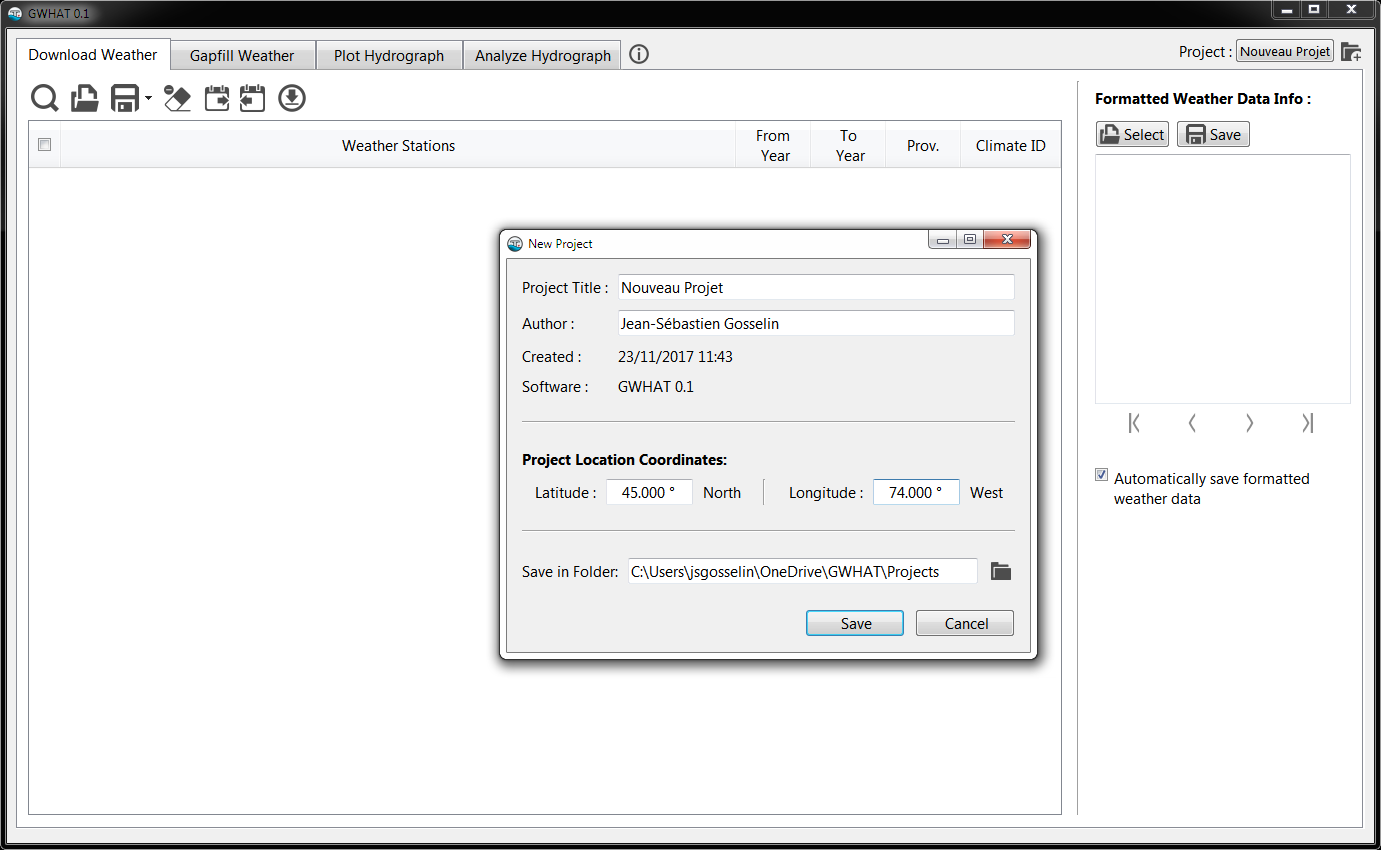 GWHAT 0.1
Download Weather
Gapfill Weather
Plot Hydrograph
Analyze Hydrograph
Project :
Nouveau Projet
Weather Stations
From
Year
To
Year
Prov.
Climate ID
Formatted Weather Data Info :
Select
Save
Automatically save formatted
weather data
New Project
Project Title :
Nouveau Projet
Author :
Jean-Sébastien Gosselin
Created :
23/11/2017 11:43
Software :
GWHAT 0.1
Project Location Coordinates:
Latitude :
45.000 °
North
Longitude :
74.000 °
West
Save in Folder:
C:\Users\jsgosselin\OneDrive\GWHAT\Projects
Save
Cancel